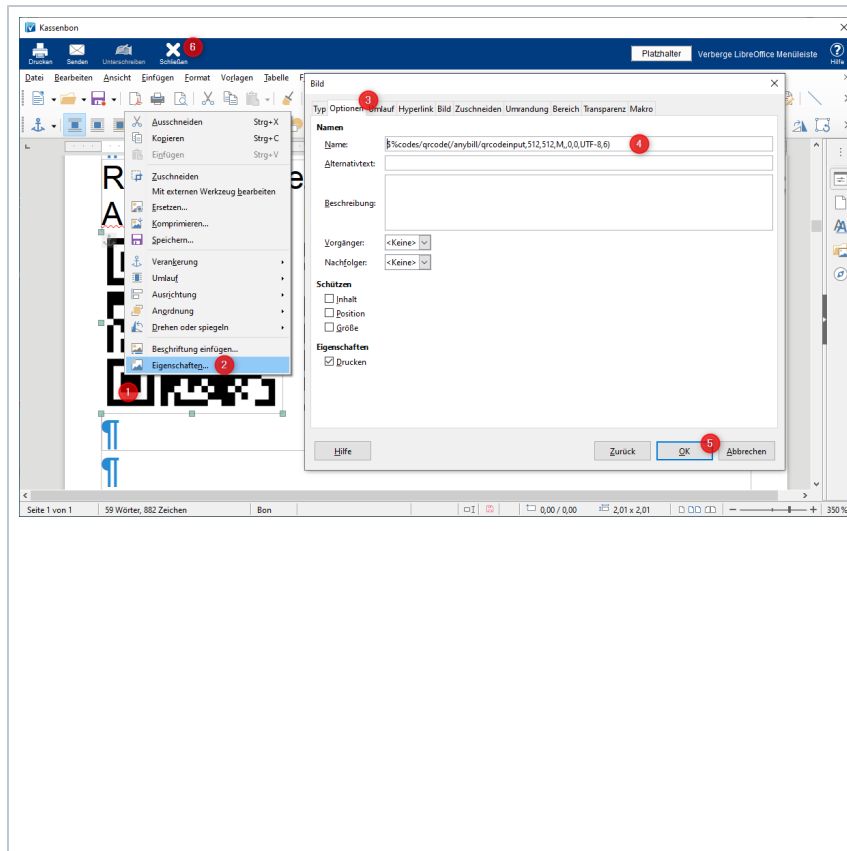 Kassenbon
6
Drucken Senden Unterschreiben Schließen Platzhalter Verberge LibreOffice Menüleiste Hilfe
Datei Bearbeiten Ansicht Einfügen Format Vorlagen Tabelle F
Bild
3
Typ Optionen Umlauf Hyperlink Bild Zuschneiden Umrandung Bereich Transparenz Makro
Namen
Name: $%codes/qrcode(/anybill/qrcodeinput,512,512,M,,0,0,UTF-8,6) 4
Alternativtext:
Beschreibung:
Vorgänger: <Keine>
Nachfolger: <Keine>
Schützen
Inhalt
Position
Größe
Eigenschaften
Drucken
Hilfe Zurück OK 5 Abbrechen
Ausschneiden Strg+X
Kopieren Strg+C
Einfügen Strg+V
Zuschneiden
Mit externen Werkzeug bearbeiten
Ersetzen...
Komprimieren...
Speichern...
Verankerung
Umlauf
Ausrichtung
Anordnung
Drehen oder spiegeln
Beschriftung einfügen...
Eigenschaften... 2
R e
A
1
¶
¶
Seite 1 von 1 59 Wörter, 882 Zeichen Bon 0,00 / 0,00 2,01 x 2,01 350 %